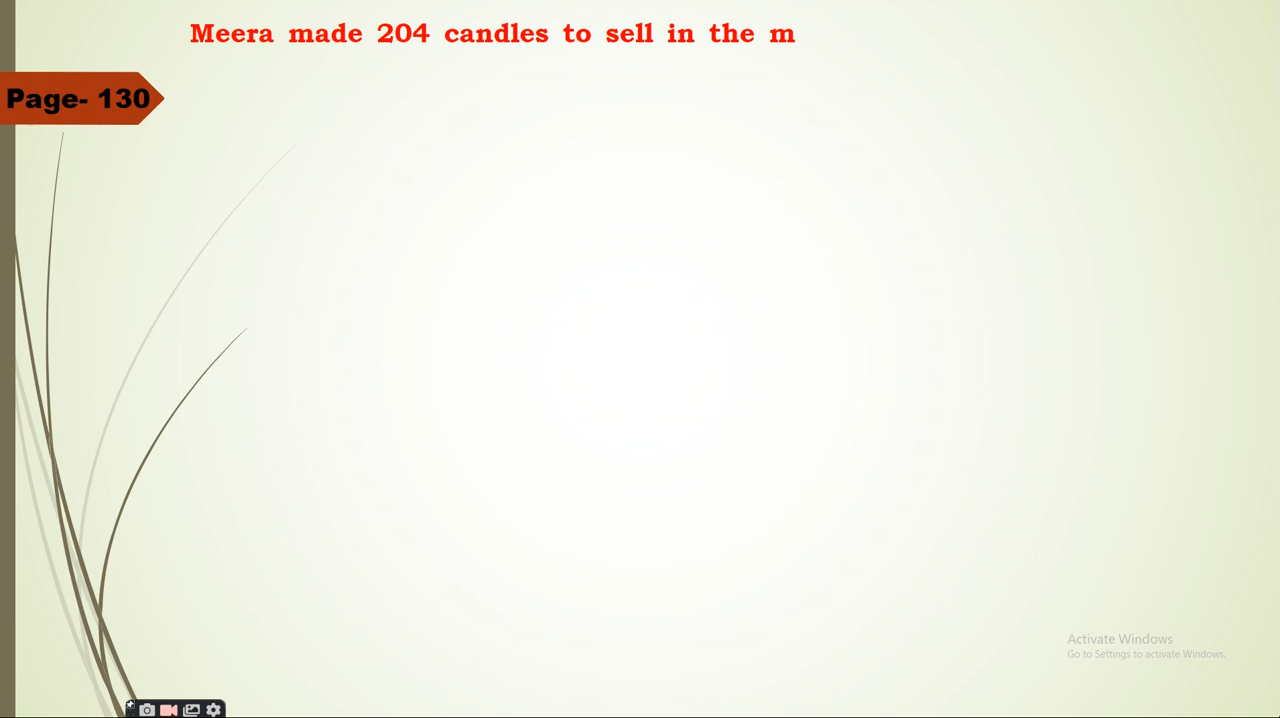 Meera made 204 candles to sell in the m
Page- 130
Activate Windows
Go to Settings to activate Windows.